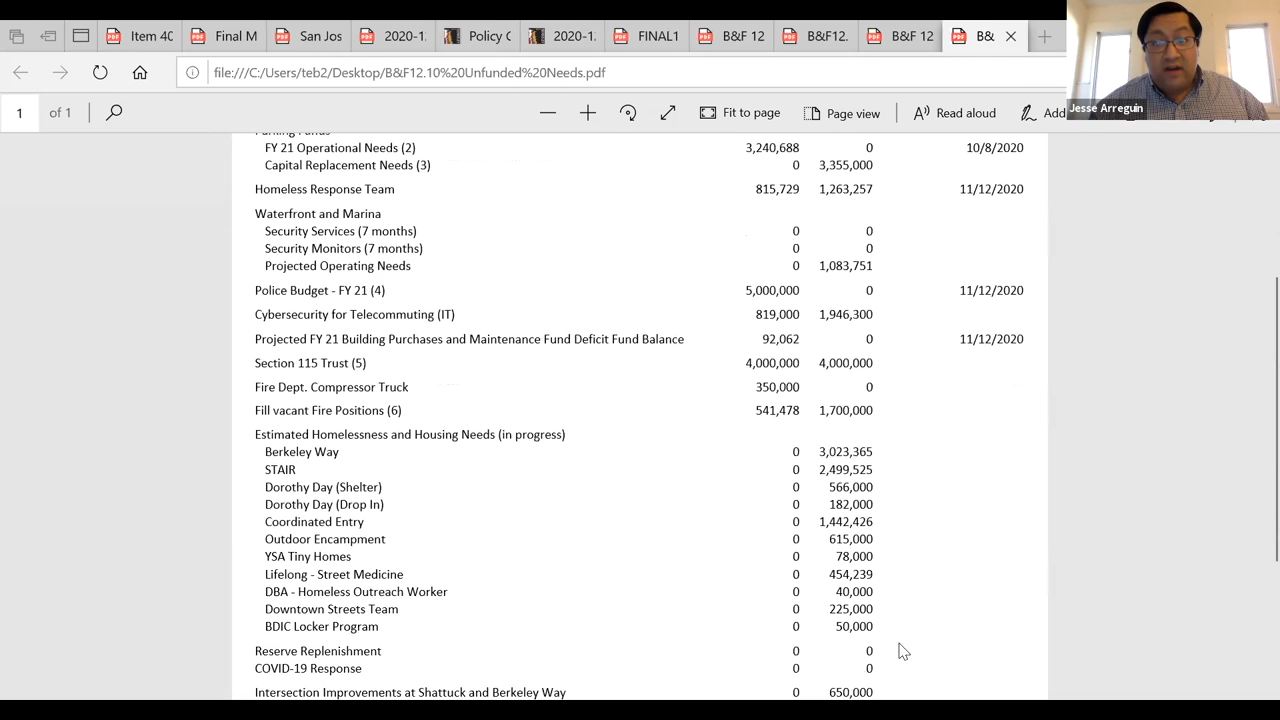 Item 4C
Final M
San Jos
2020-1:
Policy C
2020-1:
FINAL1
B&F 12
B&F12.
B&F 12
B&
file:///C:/Users/teb2/Desktop/B&F12.10%20Unfunded%20Needs.pdf
Jesse Arreguin
1 of 1
Fit to page
Page view
Read aloud
Add
Parking Funds
FY 21 Operational Needs (2) 3,240,688 0 10/8/2020
Capital Replacement Needs (3) 0 3,355,000
Homeless Response Team 815,729 1,263,257 11/12/2020
Waterfront and Marina
Security Services (7 months) 0 0
Security Monitors (7 months) 0 0
Projected Operating Needs 0 1,083,751
Police Budget - FY 21 (4) 5,000,000 0 11/12/2020
Cybersecurity for Telecommuting (IT) 819,000 1,946,300
Projected FY 21 Building Purchases and Maintenance Fund Deficit Fund Balance 92,062 0 11/12/2020
Section 115 Trust (5) 4,000,000 4,000,000
Fire Dept. Compressor Truck 350,000 0
Fill vacant Fire Positions (6) 541,478 1,700,000
Estimated Homelessness and Housing Needs (in progress)
Berkeley Way 0 3,023,365
STAIR 0 2,499,525
Dorothy Day (Shelter) 0 566,000
Dorothy Day (Drop In) 0 182,000
Coordinated Entry 0 1,442,426
Outdoor Encampment 0 615,000
YSA Tiny Homes 0 78,000
Lifelong - Street Medicine 0 454,239
DBA - Homeless Outreach Worker 0 40,000
Downtown Streets Team 0 225,000
BDIC Locker Program 0 50,000
Reserve Replenishment 0 0
COVID-19 Response 0 0
Intersection Improvements at Shattuck and Berkeley Way 0 650,000